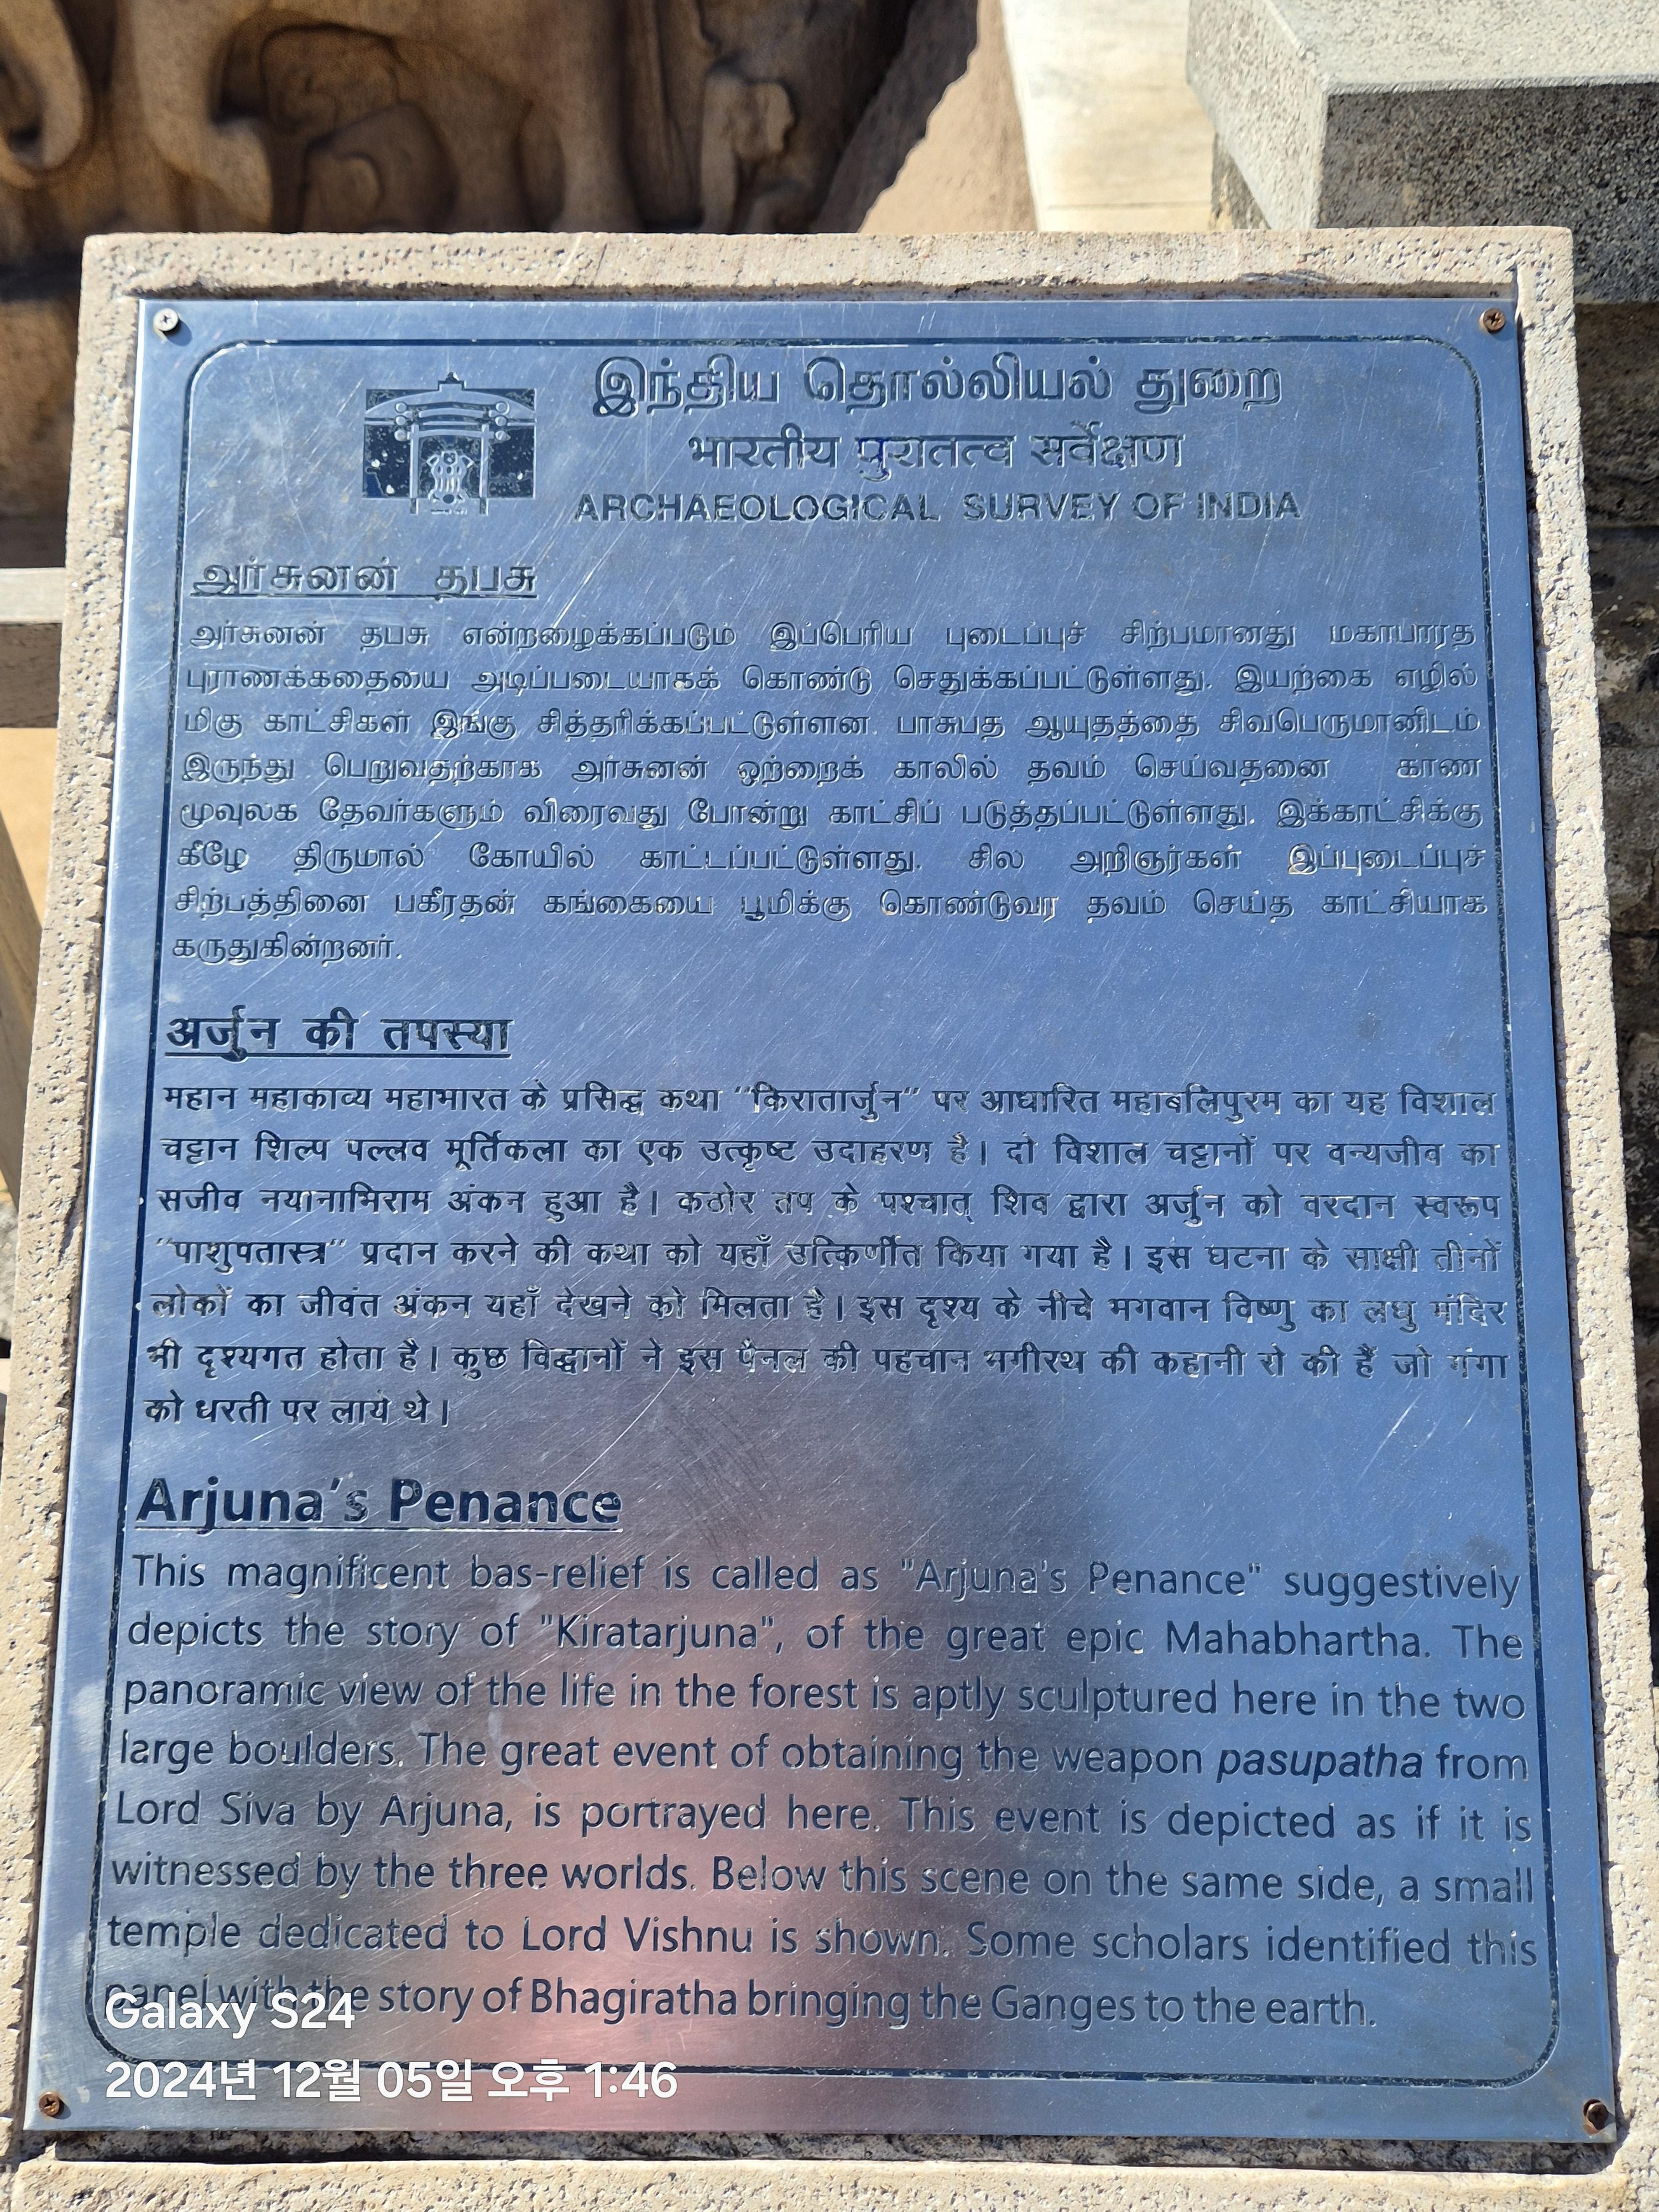 இந்திய தொல்லியல் துறை
भारतीय पुरातत्व सर्वेक्षण
ARCHAEOLOGICAL SURVEY OF INDIA
அர்சுனன் தபசு
அர்சுனன் தபசு என்றழைக்கப்படும் இப்பெரிய புடைப்புச் சிற்பமானது மகாபாரத
புராணக்கதையை அடிப்படையாகக் கொண்டு செதுக்கப்பட்டுள்ளது. இயற்கை எழில்
மிகு காட்சிகள் இங்கு சித்தரிக்கப்பட்டுள்ளன. பாசுபத ஆயுதத்தை சிவபெருமானிடம்
இருந்து பெறுவதற்காக அர்சுனன் ஒற்றைக் காலில் தவம் செய்வதனை காண
மூவுலக தேவர்களும் விரைவது போன்று காட்சிப் படுத்தப்பட்டுள்ளது. இக்காட்சிக்கு
கீழே திருமால் கோயில் காட்டப்பட்டுள்ளது. சில அறிஞர்கள் இப்புடைப்புச்
சிற்பத்தினை பகீரதன் கங்கையை பூமிக்கு கொண்டுவர தவம் செய்த காட்சியாக
கருதுகின்றனர்.
अर्जुन की तपस्या
महान महाकाव्य महाभारत के प्रसिद्ध कथा "किरातार्जुन" पर आधारित महाबलिपुरम का यह विशाल
चट्टान शिल्प पल्लव मूर्तिकला का एक उत्कृष्ट उदाहरण है। दो विशाल चट्टानों पर वन्यजीव का
सजीव नयानाभिराम अंकन हुआ है। कठोर तप के पश्चात् शिव द्वारा अर्जुन को वरदान स्वरूप
"पाशुपतास्त्र" प्रदान करने की कथा को यहाँ उत्किर्णीत किया गया है। इस घटना के साक्षी तीनों
लोकों का जीवंत अंकन यहाँ देखने को मिलता है। इस दृश्य के नीचे भगवान विष्णु का लघु मंदिर
भी दृश्यगत होता है। कुछ विद्वानों ने इस पैनल की पहचान भगीरथ की कहानी से की हैं जो गंगा
को धरती पर लाये थे।
Arjuna's Penance
This magnificent bas-relief is called as "Arjuna's Penance" suggestively
depicts the story of "Kiratarjuna", of the great epic Mahabhartha. The
panoramic view of the life in the forest is aptly sculptured here in the two
large boulders. The great event of obtaining the weapon pasupatha from
Lord Siva by Arjuna, is portrayed here. This event is depicted as if it is
witnessed by the three worlds. Below this scene on the same side, a small
temple dedicated to Lord Vishnu is shown. Some scholars identified this
panel with the story of Bhagiratha bringing the Ganges to the earth.
Galaxy S24
2024년 12월 05일 오후 1:46